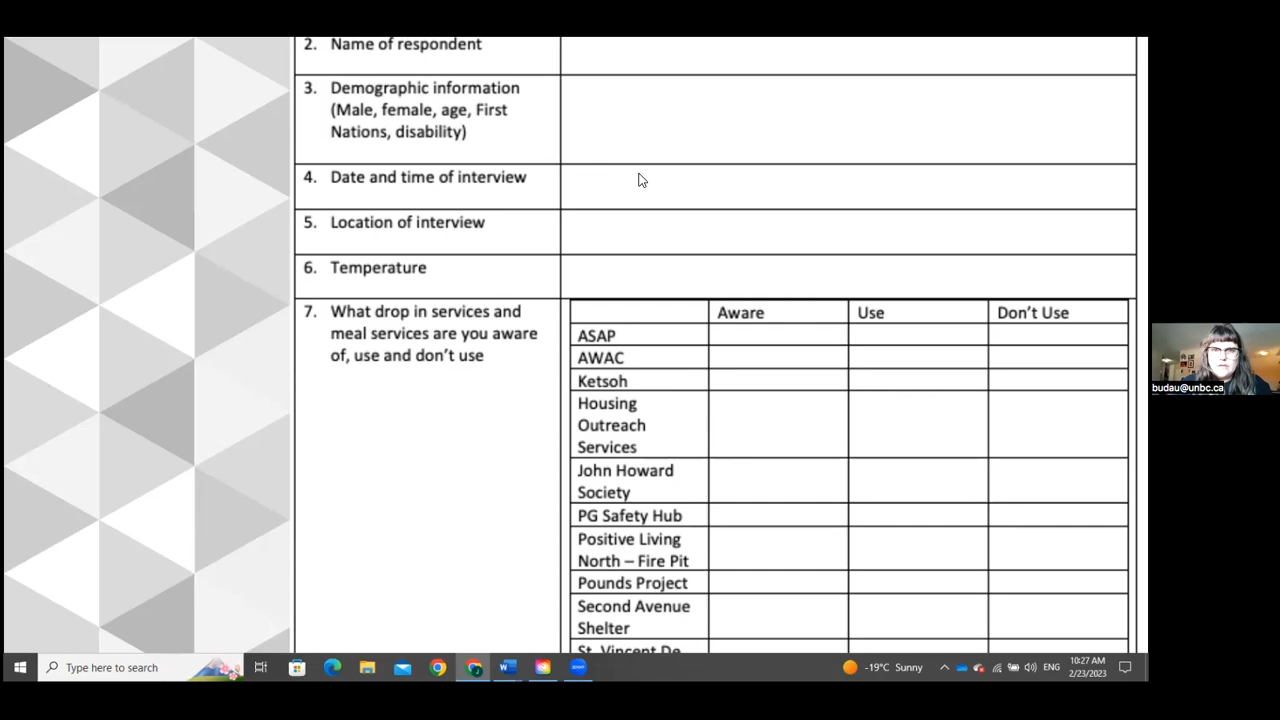 2. Name of respondent
3. Demographic information
(Male, female, age, First
Nations, disability)
4. Date and time of interview
5. Location of interview
6. Temperature
7. What drop in services and
meal services are you aware
of, use and don’t use
Aware Use Don’t Use
ASAP
AWAC
Ketsoh
Housing
Outreach
Services
John Howard
Society
PG Safety Hub
Positive Living
North – Fire Pit
Pounds Project
Second Avenue
Shelter
St. Vincent De
budau@unbc.ca
Type here to search
-19°C Sunny
ENG
10:27 AM
2/23/2023